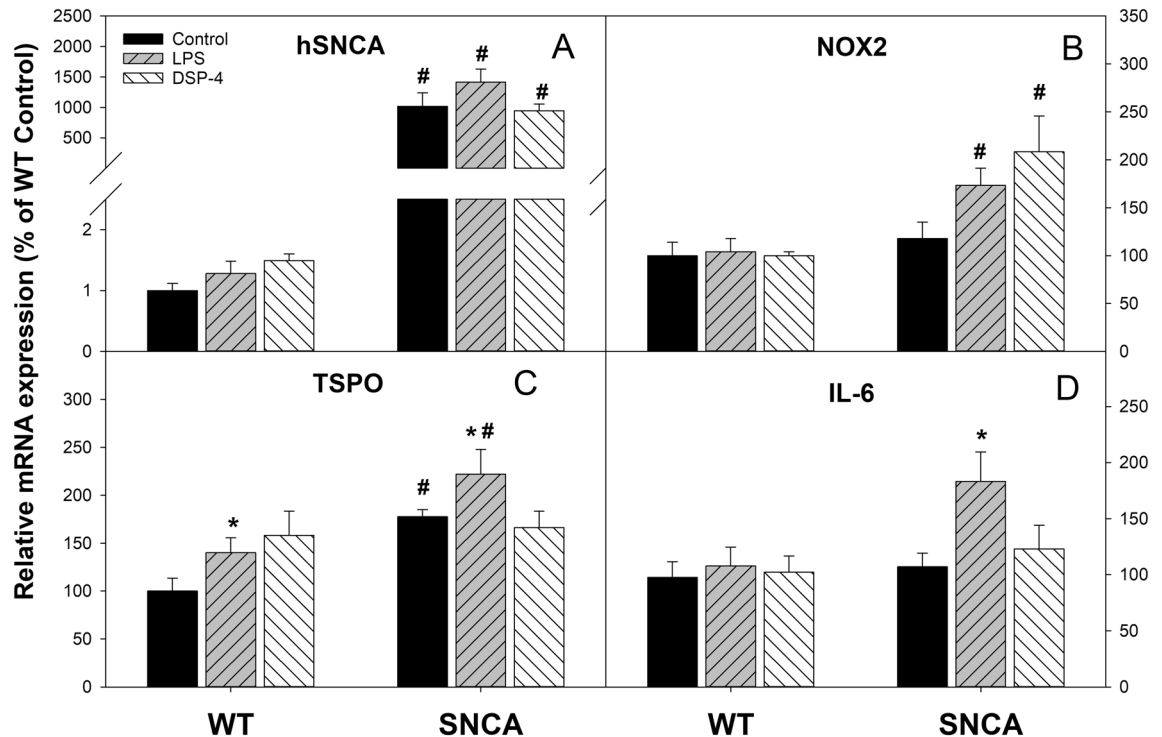 Relative mRNA expression (% of WT Control)
2500
2000
1500
1000
500
2
1
0
Control
LPS
DSP-4
hSNCA
A
#
#
#
NOX2
B
#
#
350
300
250
200
150
100
50
0
TSPO
C
300
250
200
150
100
50
0
*
#
* #
IL-6
D
*
250
200
150
100
50
0
WT
SNCA
WT
SNCA